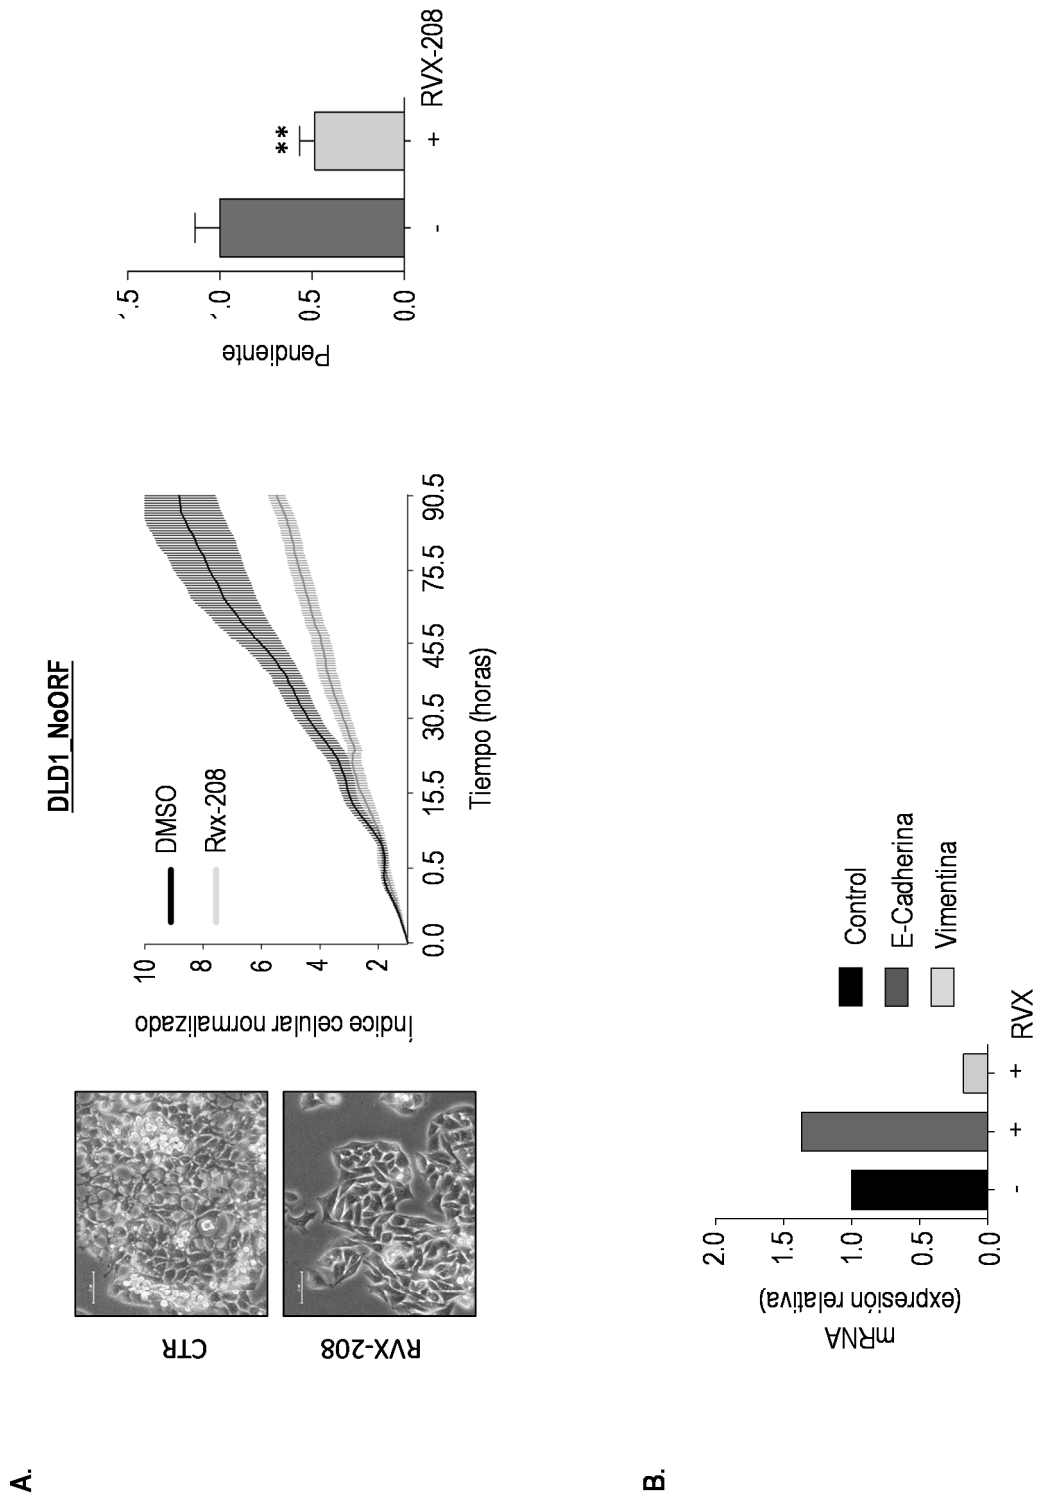 A.
CTR
RVX-208
DLD1_NoORF
Índice celular normalizado
10
8
6
4
2
DMSO
Rvx-208
0.0
0.5
15.5
30.5
45.5
75.5
90.5
Tiempo (horas)
Pendiente
.5
.0
0.5
0.0
**
-
+
RVX-208
B.
mRNA
(expresión relativa)
2.0
1.5
1.0
0.5
0.0
-
+
+
RVX
Control
E-Cadherina
Vimentina